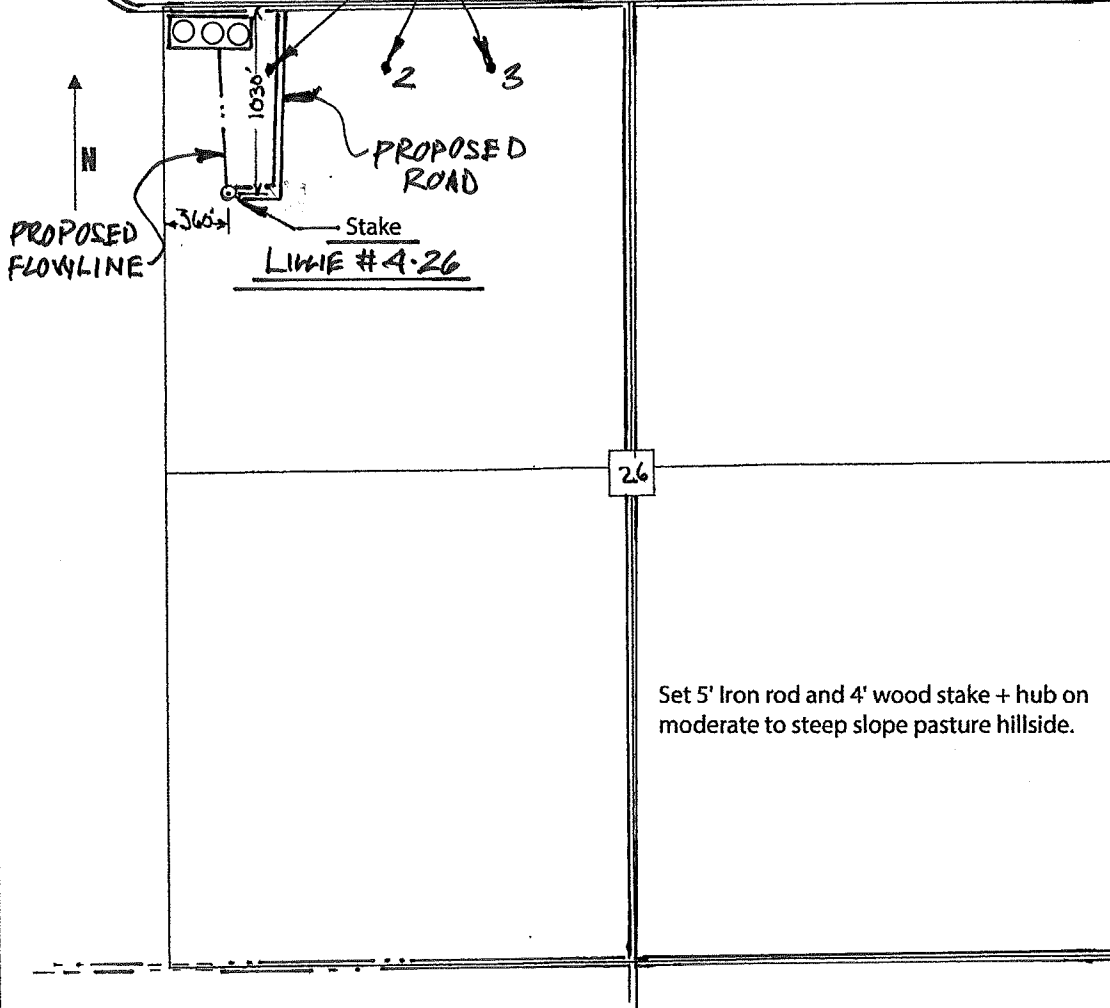 1030'
2
3
N
PROPOSED
ROAD
360'
Stake
PROPOSED
FLOWLINE
LILLIE #4-26
26
Set 5' Iron rod and 4' wood stake + hub on
moderate to steep slope pasture hillside.